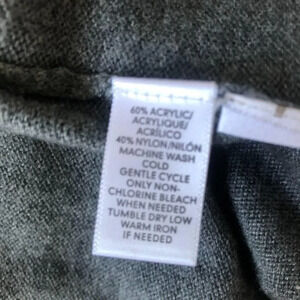 60% ACRYLIC/
ACRYLIQUE/
ACRÍLICO
40% NYLON/NILÓN
MACHINE WASH
COLD
GENTLE CYCLE
ONLY NON-
CHLORINE BLEACH
WHEN NEEDED
TUMBLE DRY LOW
WARM IRON
IF NEEDED